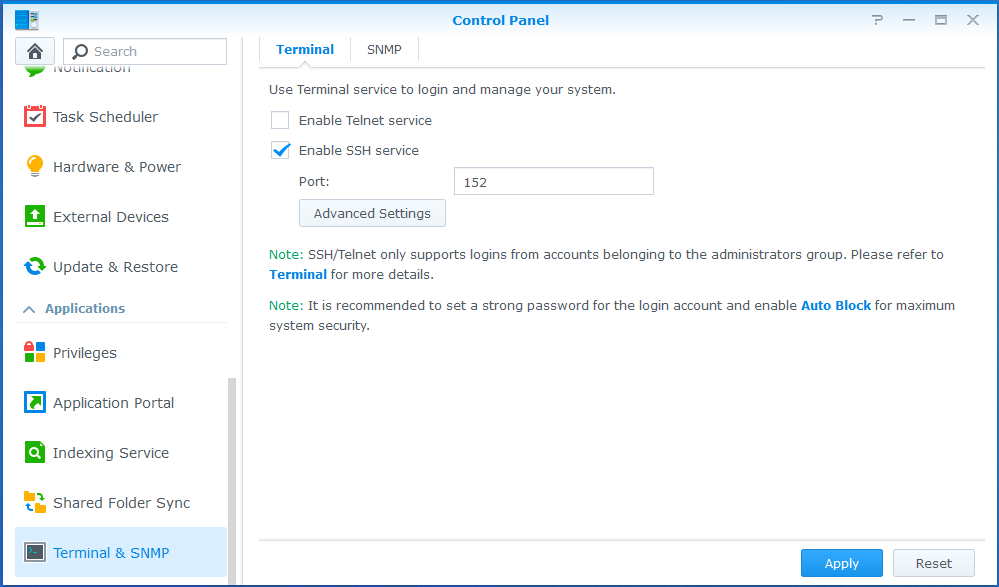 Control Panel
Search
Notification
Task Scheduler
Hardware & Power
External Devices
Update & Restore
Applications
Privileges
Application Portal
Indexing Service
Shared Folder Sync
Terminal & SNMP
Terminal
SNMP
Use Terminal service to login and manage your system.
Enable Telnet service
Enable SSH service
Port:
152
Advanced Settings
Note: SSH/Telnet only supports logins from accounts belonging to the administrators group. Please refer to
Terminal for more details.
Note: It is recommended to set a strong password for the login account and enable Auto Block for maximum
system security.
Apply
Reset